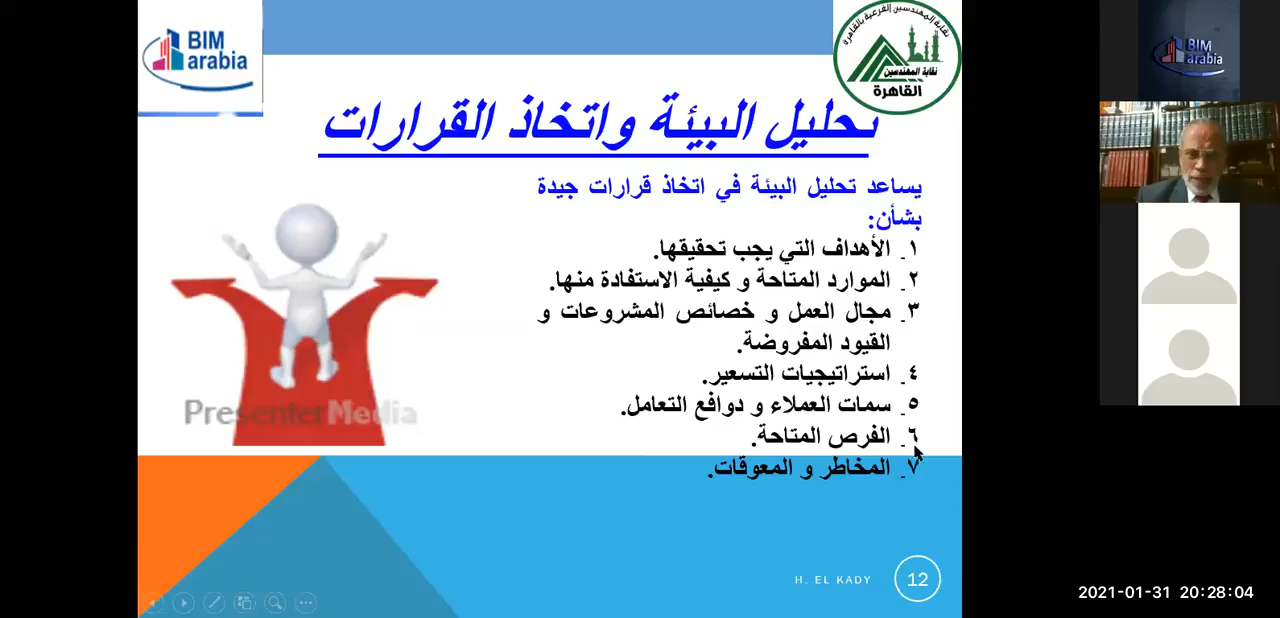 BIM
arabia
نقابة المهندسين الفرعية بالقاهرة
نقابة المهندسين
القاهرة
BIM
arabia
تحليل البيئة واتخاذ القرارات
يساعد تحليل البيئة في اتخاذ قرارات جيدة
بشأن:
١. الأهداف التي يجب تحقيقها.
٢. الموارد المتاحة و كيفية الاستفادة منها.
٣. مجال العمل و خصائص المشروعات و
القيود المفروضة.
٤. استراتيجيات التسعير.
٥. سمات العملاء و دوافع التعامل.
٦. الفرص المتاحة.
٧. المخاطر و المعوقات.
PresenterMedia
H. EL KADY
12
2021-01-31 20:28:04